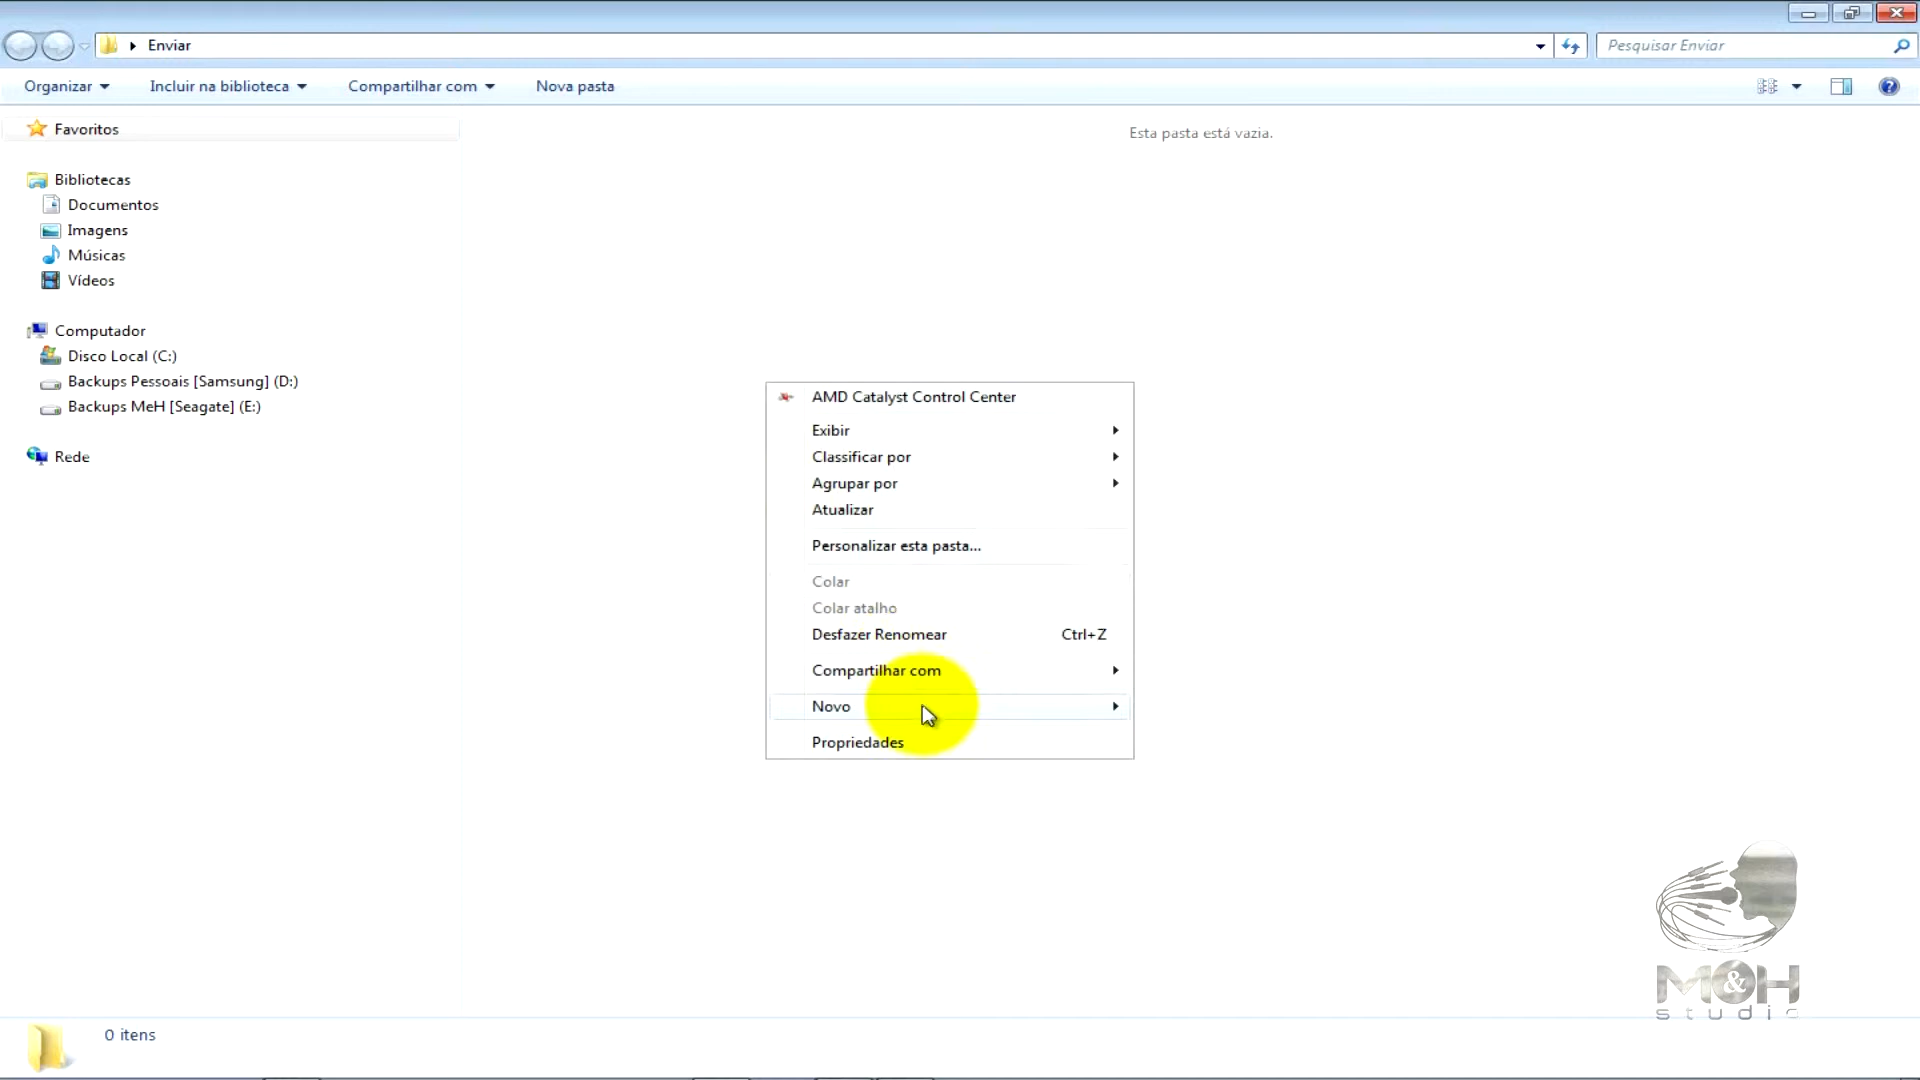 Enviar
Pesquisar Enviar
Organizar
Incluir na biblioteca
Compartilhar com
Nova pasta
Favoritos
Esta pasta está vazia.
Bibliotecas
Documentos
Imagens
Músicas
Vídeos
Computador
Disco Local (C:)
Backups Pessoais [Samsung] (D:)
Backups MeH [Seagate] (E:)
Rede
AMD Catalyst Control Center
Exibir
Classificar por
Agrupar por
Atualizar
Personalizar esta pasta...
Colar
Colar atalho
Desfazer Renomear Ctrl+Z
Compartilhar com
Novo
Propriedades
M&H
studio
0 itens